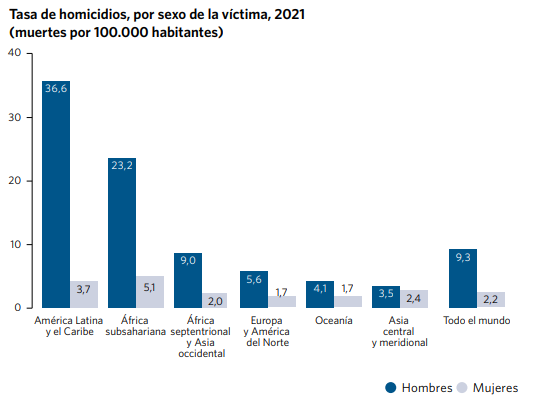 Tasa de homicidios, por sexo de la víctima, 2021
(muertes por 100.000 habitantes)
40
30
20
10
0
36,6
3,7
23,2
5,1
9,0
2,0
5,6
1,7
4,1
1,7
3,5
2,4
9,3
2,2
América Latina
y el Caribe
África
subsahariana
África
septentrional
y Asia
occidental
Europa
y América
del Norte
Oceanía
Asia
central
y meridional
Todo el mundo
Hombres
Mujeres